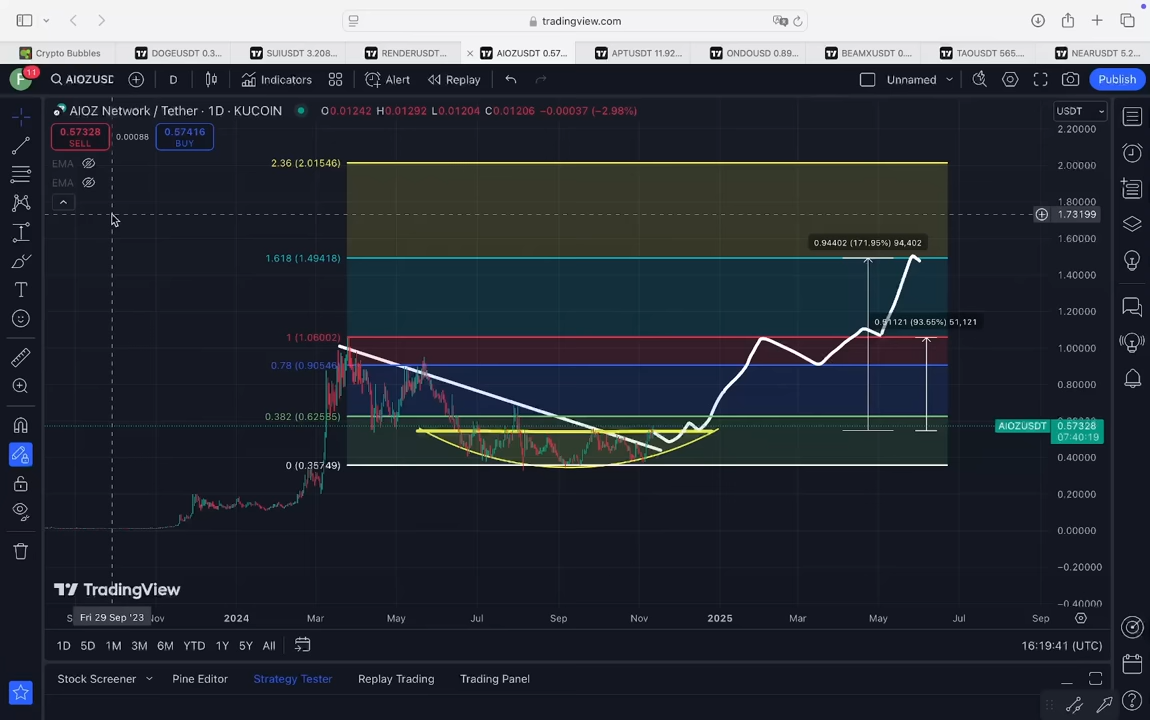 tradingview.com
Crypto Bubbles
DOGEUSDT 0.3...
SUIUSDT 3.208...
RENDERUSDT...
AIOZUSDT 0.57...
APTUSDT 11.92...
ONDOUSD 0.89...
BEAMXUSDT 0....
TAOUSDT 565....
NEARUSDT 5.2...
F
11
AIOZUSD
D
Indicators
Alert
Replay
Unnamed
Publish
AIOZ Network / Tether · 1D · KUCOIN
O0.01242 H0.01292 L0.01204 C0.01206 −0.00037 (−2.98%)
USDT
0.57328
SELL
0.00088
0.57416
BUY
EMA
EMA
2.36 (2.01546)
1.618 (1.49418)
1 (1.06002)
0.78 (0.90546)
0.382 (0.62585)
0 (0.35749)
0.94402 (171.95%) 94,402
0.51121 (93.55%) 51,121
2.20000
2.00000
1.80000
1.73199
1.60000
1.40000
1.20000
1.00000
0.80000
AIOZUSDT
0.57328
07:40:19
0.40000
0.20000
0.00000
−0.20000
−0.40000
TradingView
Fri 29 Sep '23
2024
Mar
May
Jul
Sep
Nov
2025
Mar
May
Jul
Sep
1D
5D
1M
3M
6M
YTD
1Y
5Y
All
16:19:41 (UTC)
Stock Screener
Pine Editor
Strategy Tester
Replay Trading
Trading Panel